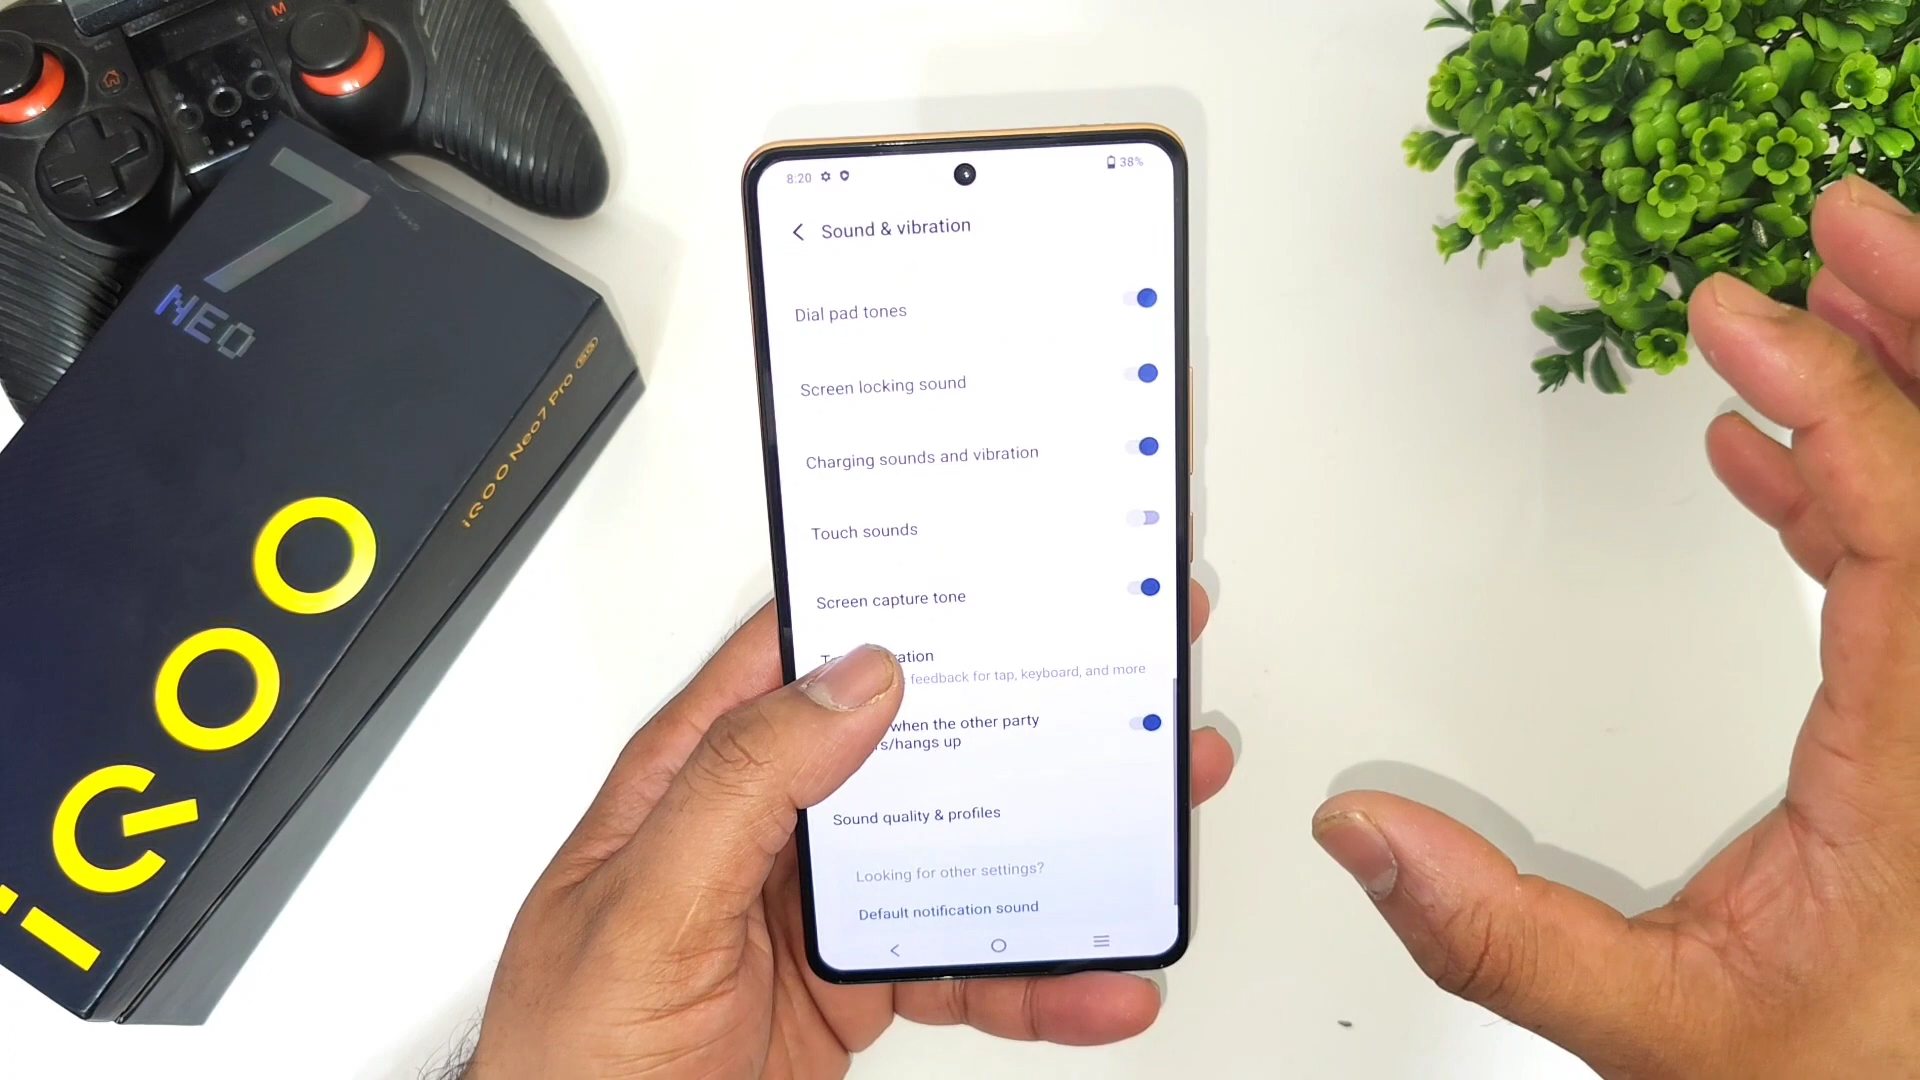 M
7
NEO
iQOO Neo7 Pro 5G
iQOO
8:20
38%
Sound & vibration
Dial pad tones
Screen locking sound
Charging sounds and vibration
Touch sounds
Screen capture tone
feedback for tap, keyboard, and more
when the other party
hangs up
Sound quality & profiles
Looking for other settings?
Default notification sound